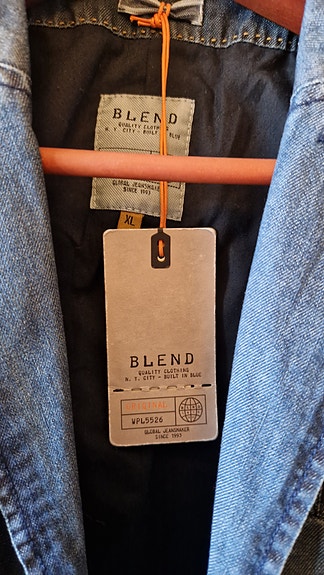 BLEND
QUALITY CLOTHING
N. Y. CITY - BUILT IN BLUE
GLOBAL JEANSMAKER
SINCE 1993
XL
BLEND
QUALITY CLOTHING
N. Y. CITY - BUILT IN BLUE
ORIGINAL
WPL5526
GLOBAL JEANSMAKER
SINCE 1993